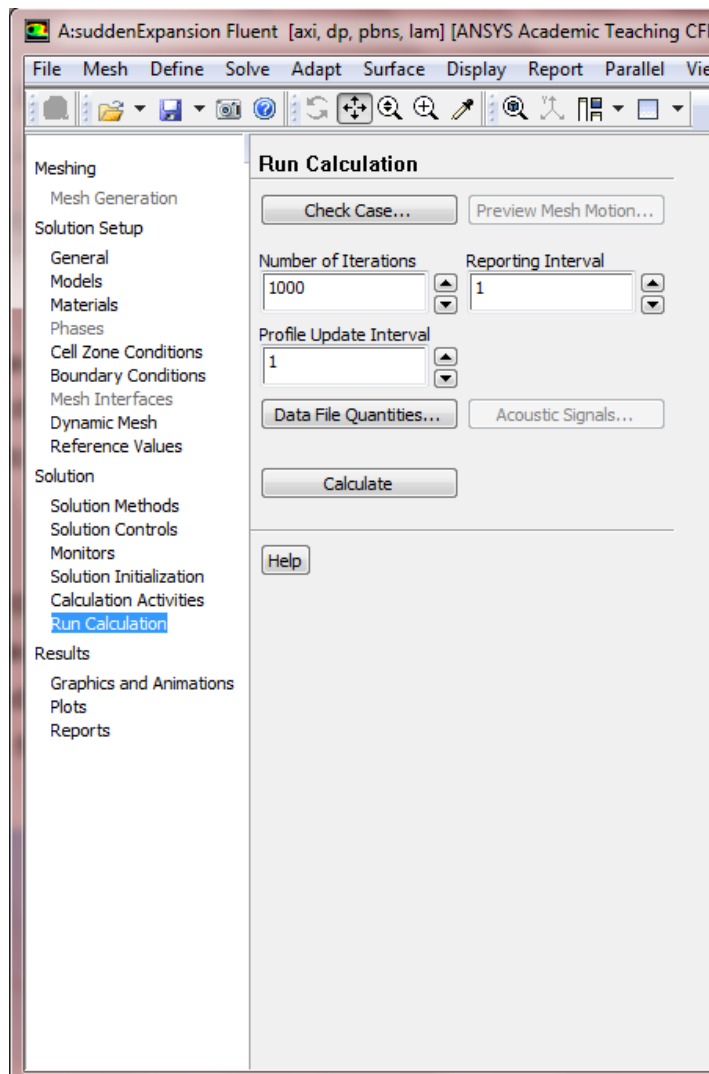 A:suddenExpansion Fluent [axi, dp, pbns, lam] [ANSYS Academic Teaching CF
File Mesh Define Solve Adapt Surface Display Report Parallel Vie
Meshing
Mesh Generation
Solution Setup
General
Models
Materials
Phases
Cell Zone Conditions
Boundary Conditions
Mesh Interfaces
Dynamic Mesh
Reference Values
Solution
Solution Methods
Solution Controls
Monitors
Solution Initialization
Calculation Activities
Run Calculation
Results
Graphics and Animations
Plots
Reports
Run Calculation
Check Case... Preview Mesh Motion...
Number of Iterations Reporting Interval
1000 1
Profile Update Interval
1
Data File Quantities... Acoustic Signals...
Calculate
Help